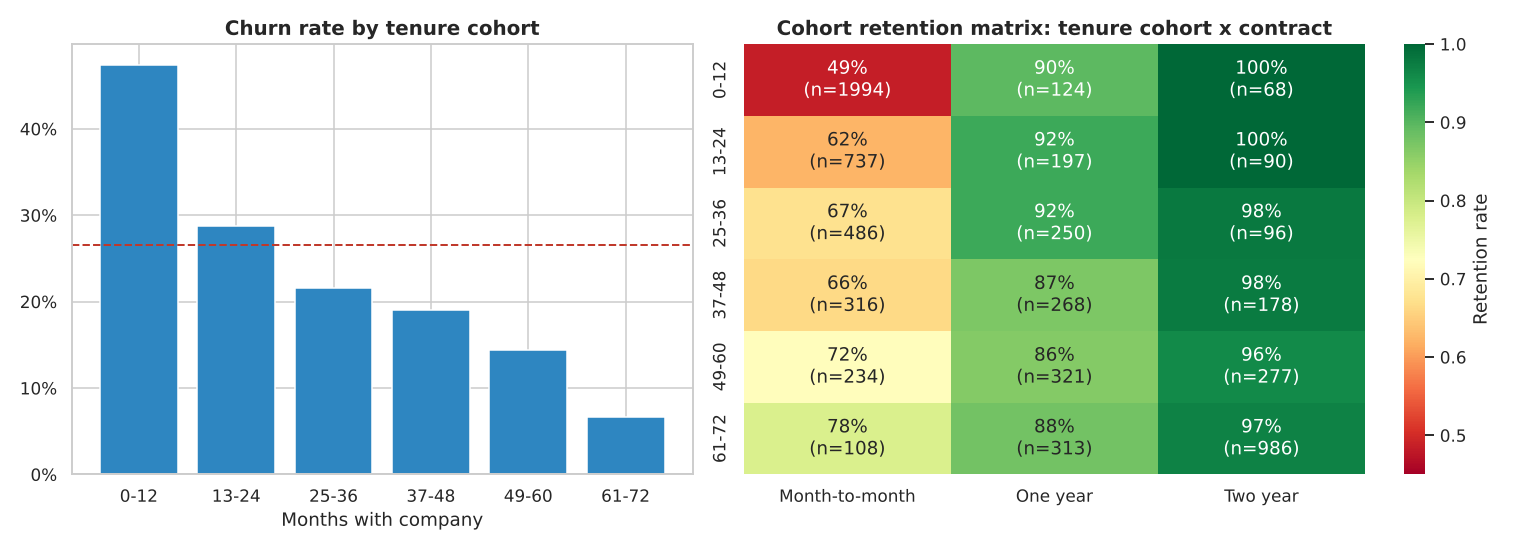 Churn rate by tenure cohort
40%
30%
20%
10%
0%
0-12
13-24
25-36
37-48
49-60
61-72
Months with company
Cohort retention matrix: tenure cohort x contract
0-12
49%
(n=1994)
90%
(n=124)
100%
(n=68)
13-24
62%
(n=737)
92%
(n=197)
100%
(n=90)
25-36
67%
(n=486)
92%
(n=250)
98%
(n=96)
37-48
66%
(n=316)
87%
(n=268)
98%
(n=178)
49-60
72%
(n=234)
86%
(n=321)
96%
(n=277)
61-72
78%
(n=108)
88%
(n=313)
97%
(n=986)
Month-to-month
One year
Two year
1.0
0.9
0.8
0.7
0.6
0.5
Retention rate